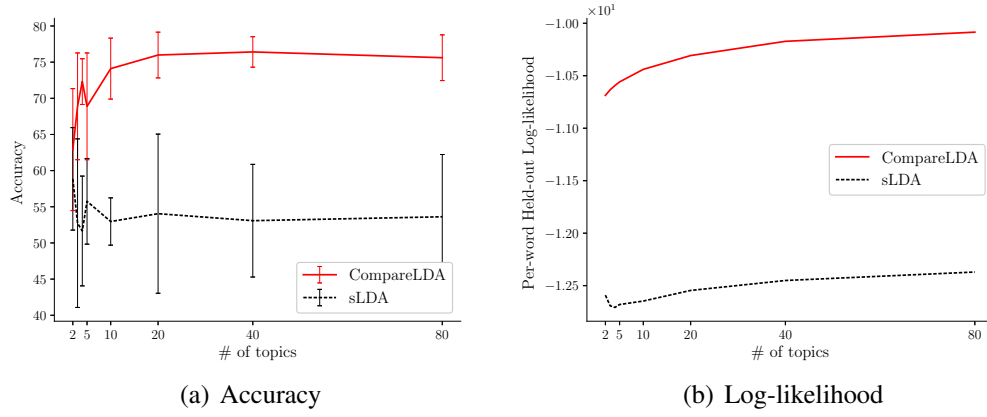 80
75
70
65
60
55
50
45
40
Accuracy
2 5 10 20 40 80
# of topics
CompareLDA
sLDA
(a) Accuracy
×10¹
−1.00
−1.05
−1.10
−1.15
−1.20
−1.25
Per-word Held-out Log-likelihood
2 5 10 20 40 80
# of topics
CompareLDA
sLDA
(b) Log-likelihood